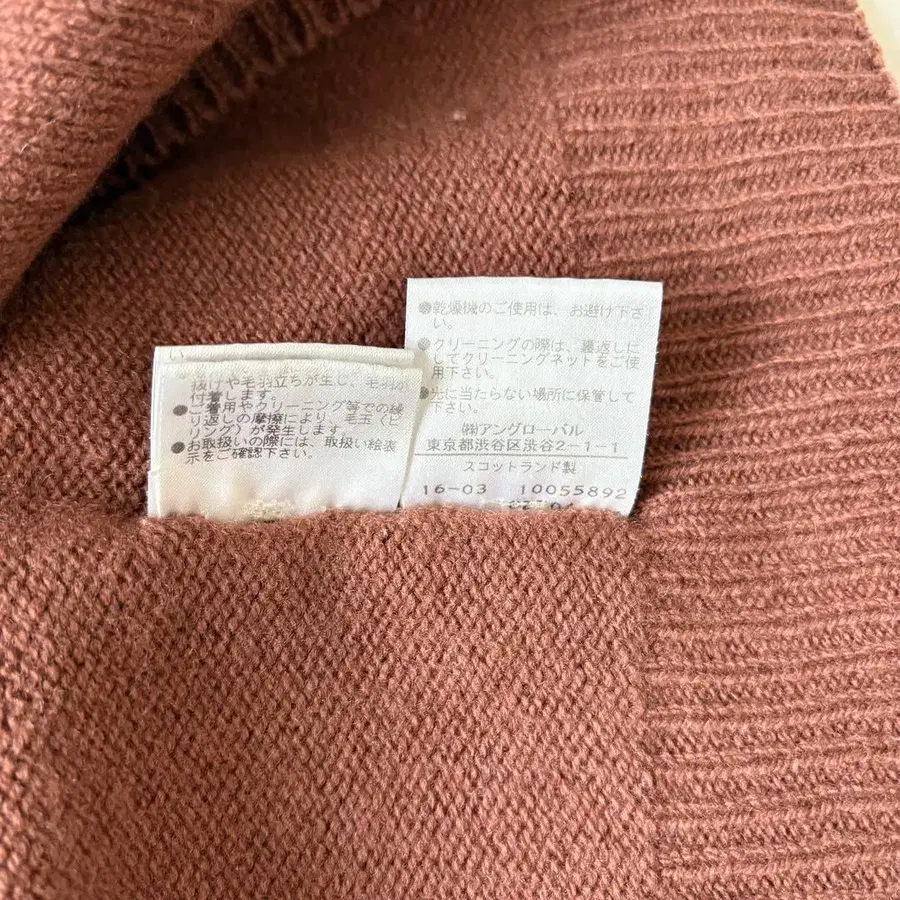 い
抜けや毛羽立ちが生じ、毛羽が
付着します。
●ご着用やクリーニング等での繰
り返しの摩擦により、毛玉（ピ
リング）が発生します。
●お取扱いの際には、取扱い絵表
示をご確認下さい。
●乾燥機のご使用は、お避け下さ
い。
●クリーニングの際は、裏返しに
してクリーニングネットをご使
用下さい。
●光に当たらない場所に保管して
下さい。
㈱アングローバル
東京都渋谷区渋谷2-1-1
スコットランド製
16-03 10055892